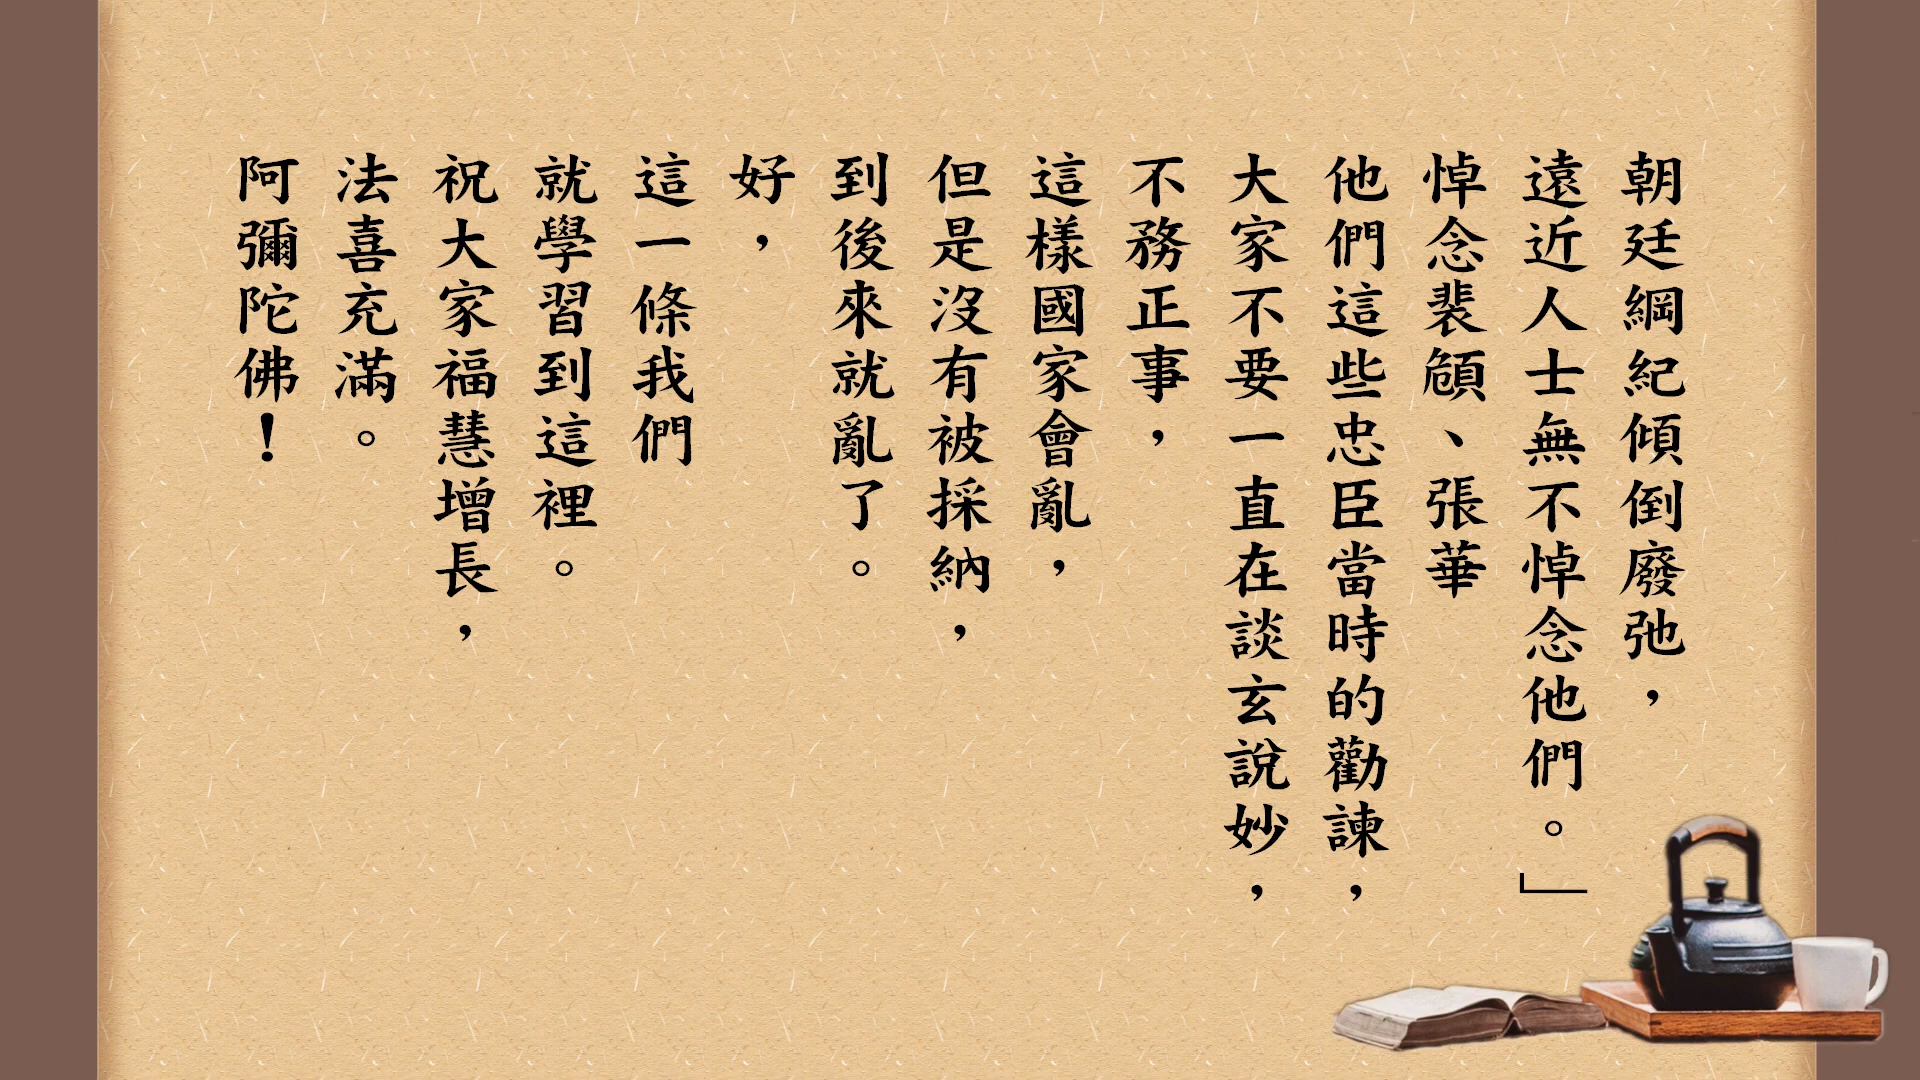 朝廷綱紀傾倒廢弛，
遠近人士無不悼念他們。」
悼念裴頠、張華
他們這些忠臣當時的勸諫，
大家不要一直在談玄說妙，
不務正事，
這樣國家會亂，
但是沒有被採納，
到後來就亂了。
好，
這一條我們
就學習到這裡。
祝大家福慧增長，
法喜充滿。
阿彌陀佛！